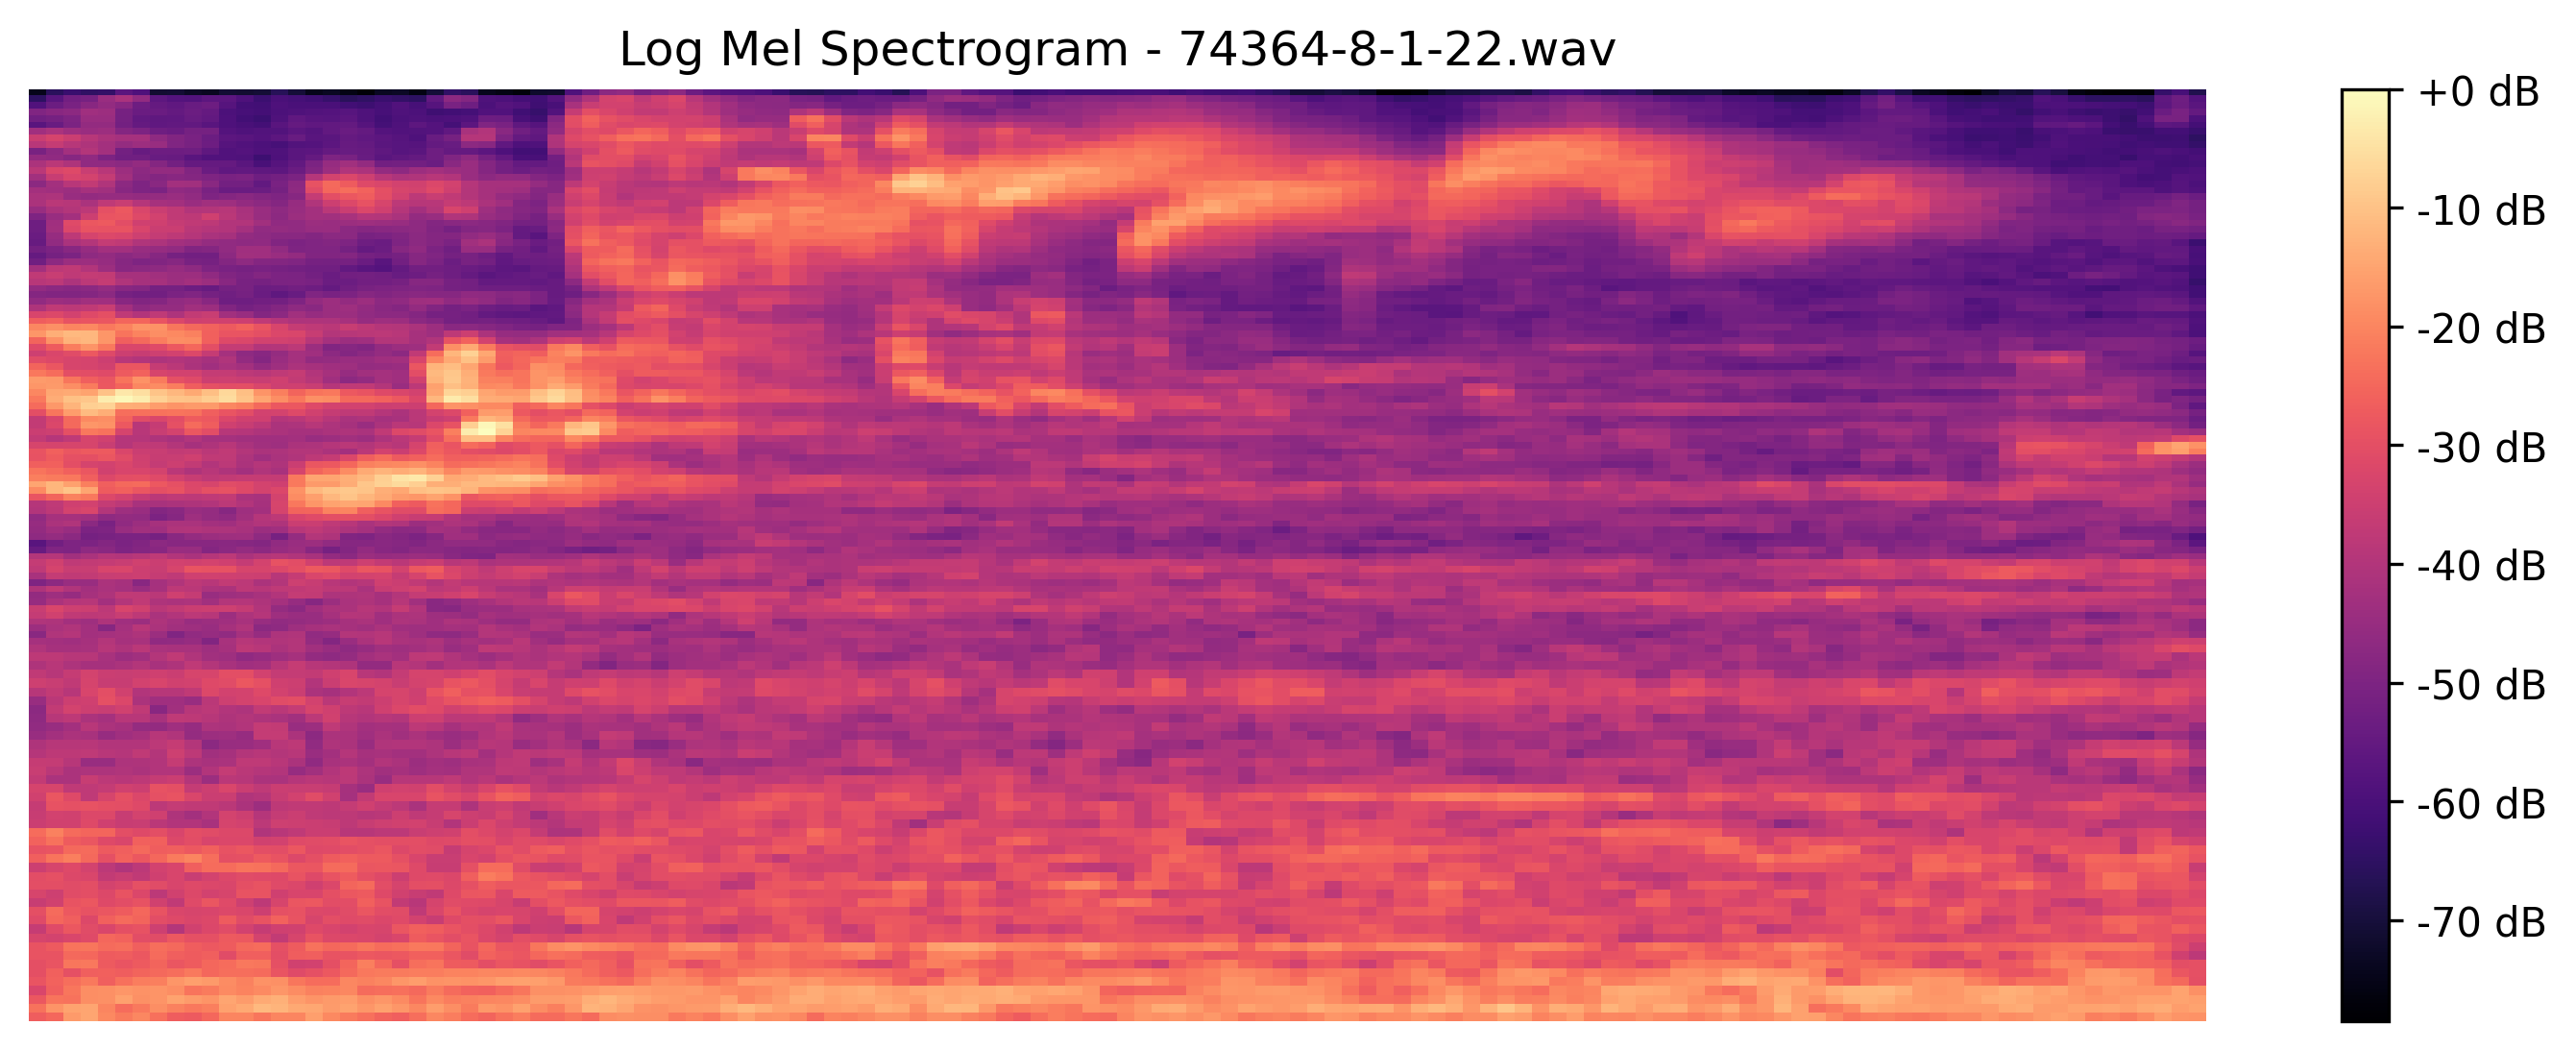 Log Mel Spectrogram - 74364-8-1-22.wav
+0 dB
-10 dB
-20 dB
-30 dB
-40 dB
-50 dB
-60 dB
-70 dB